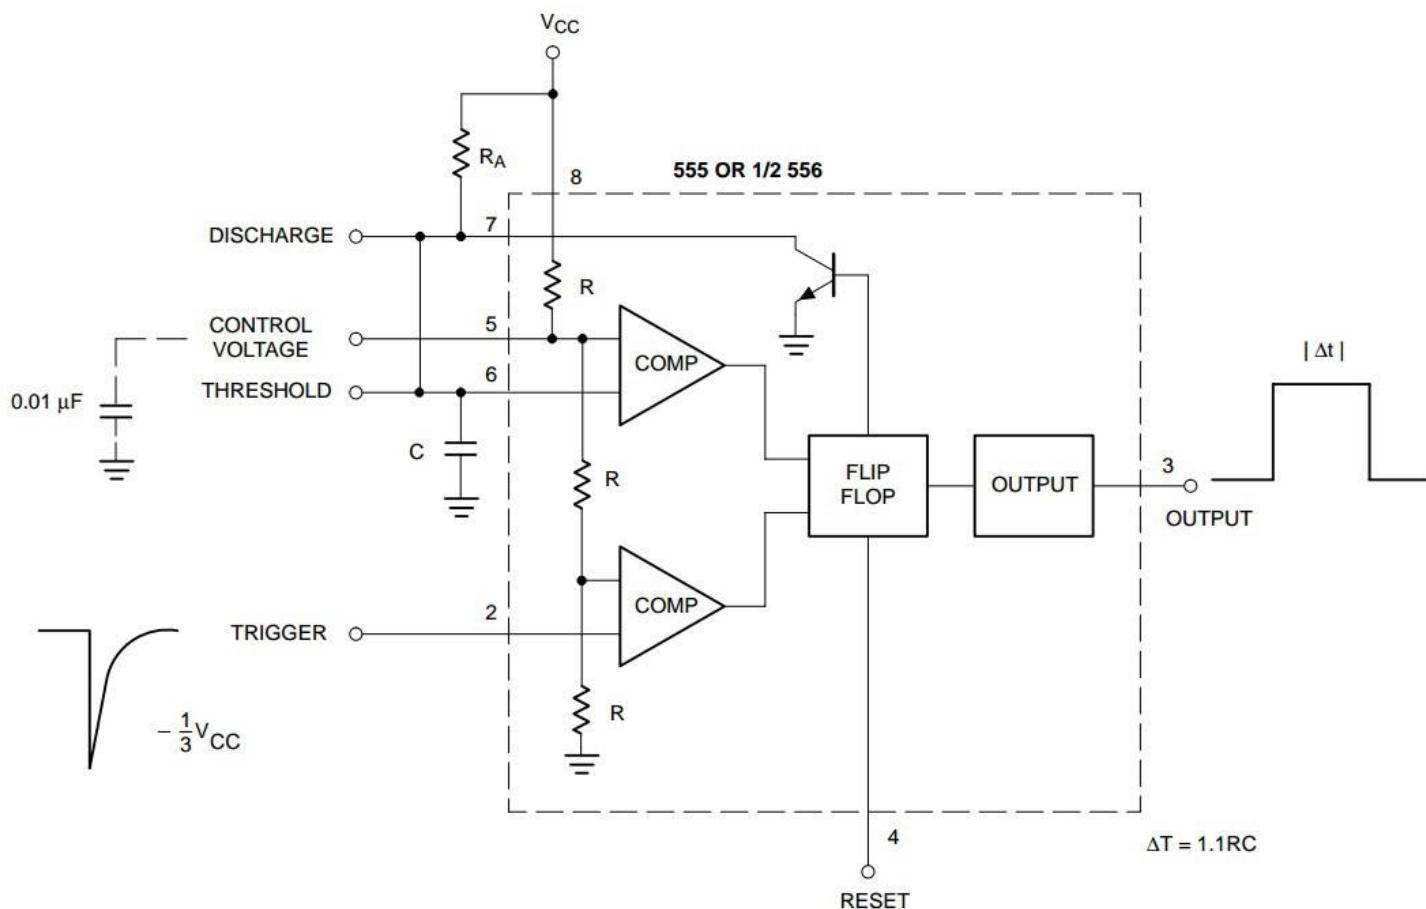 VCC
RA
555 OR 1/2 556
8
DISCHARGE
7
R
CONTROL
VOLTAGE
5
COMP
| Δt |
THRESHOLD
6
0.01 μF
C
R
FLIP
FLOP
OUTPUT
3
OUTPUT
COMP
TRIGGER
2
R
− 1/3 VCC
4
ΔT = 1.1RC
RESET